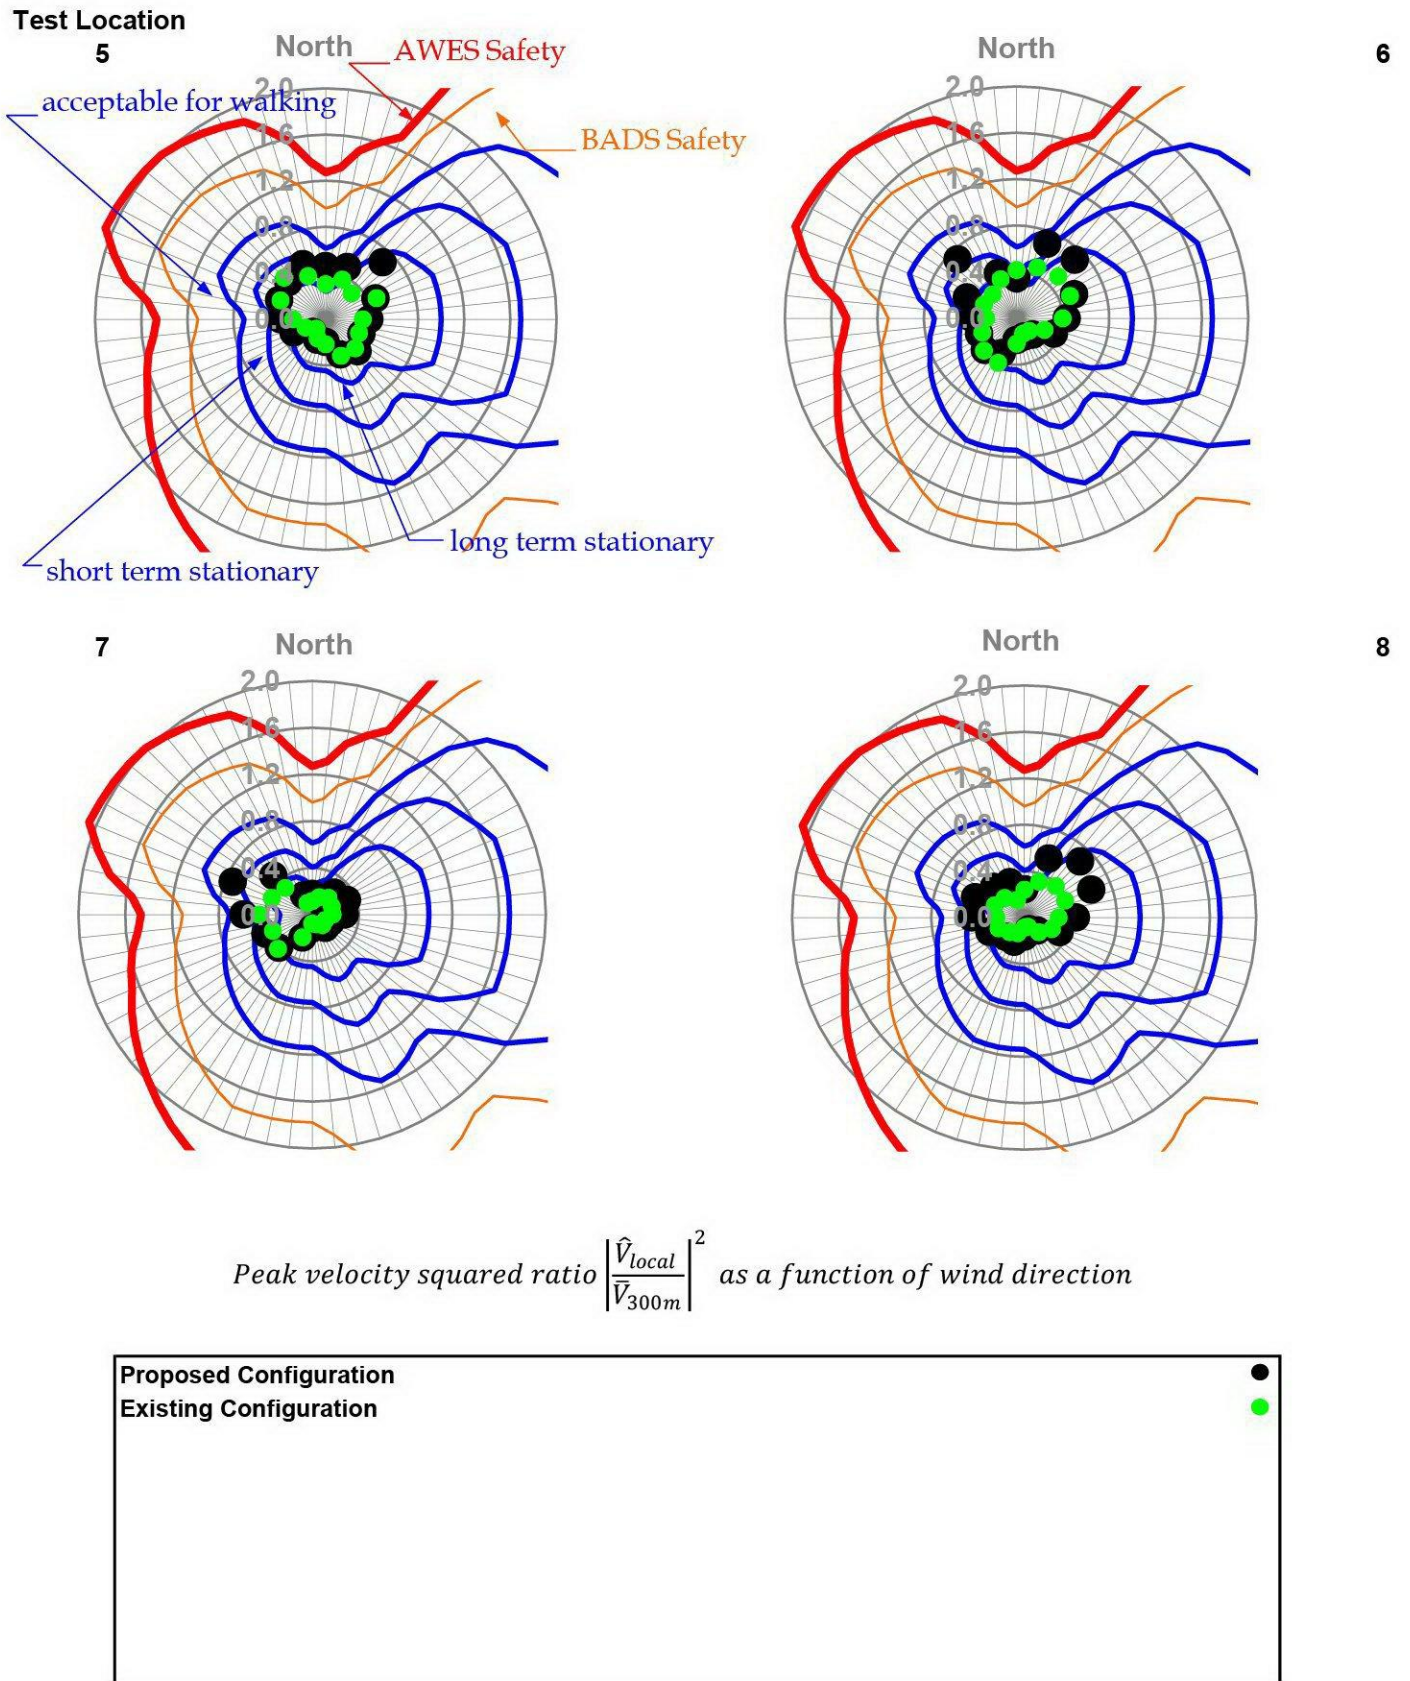 Test Location
5
North
AWES Safety
North
6
2.0
acceptable for walking
1.6
BADS Safety
1.2
0.8
0.4
0.0
2.0
1.6
1.2
0.8
0.4
0.0
long term stationary
short term stationary
7
North
North
8
2.0
1.6
1.2
0.8
0.4
0.0
2.0
1.6
1.2
0.8
0.4
0.0
Peak velocity squared ratio |V̂local / V̄300m|² as a function of wind direction
Proposed Configuration
Existing Configuration